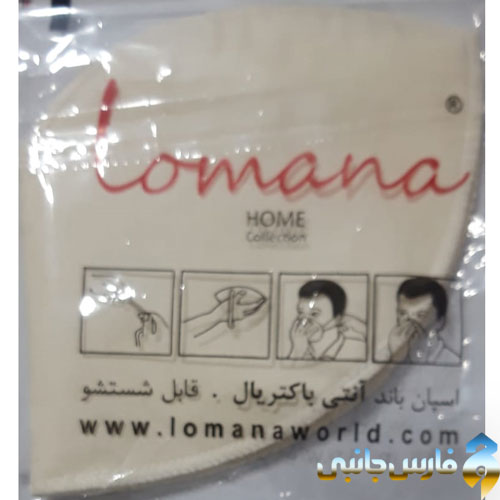 lomana ®
HOME
Collection
اسپان باند آنتی باکتریال . قابل شستشو
www.lomanaworld.com
فارس جانبی